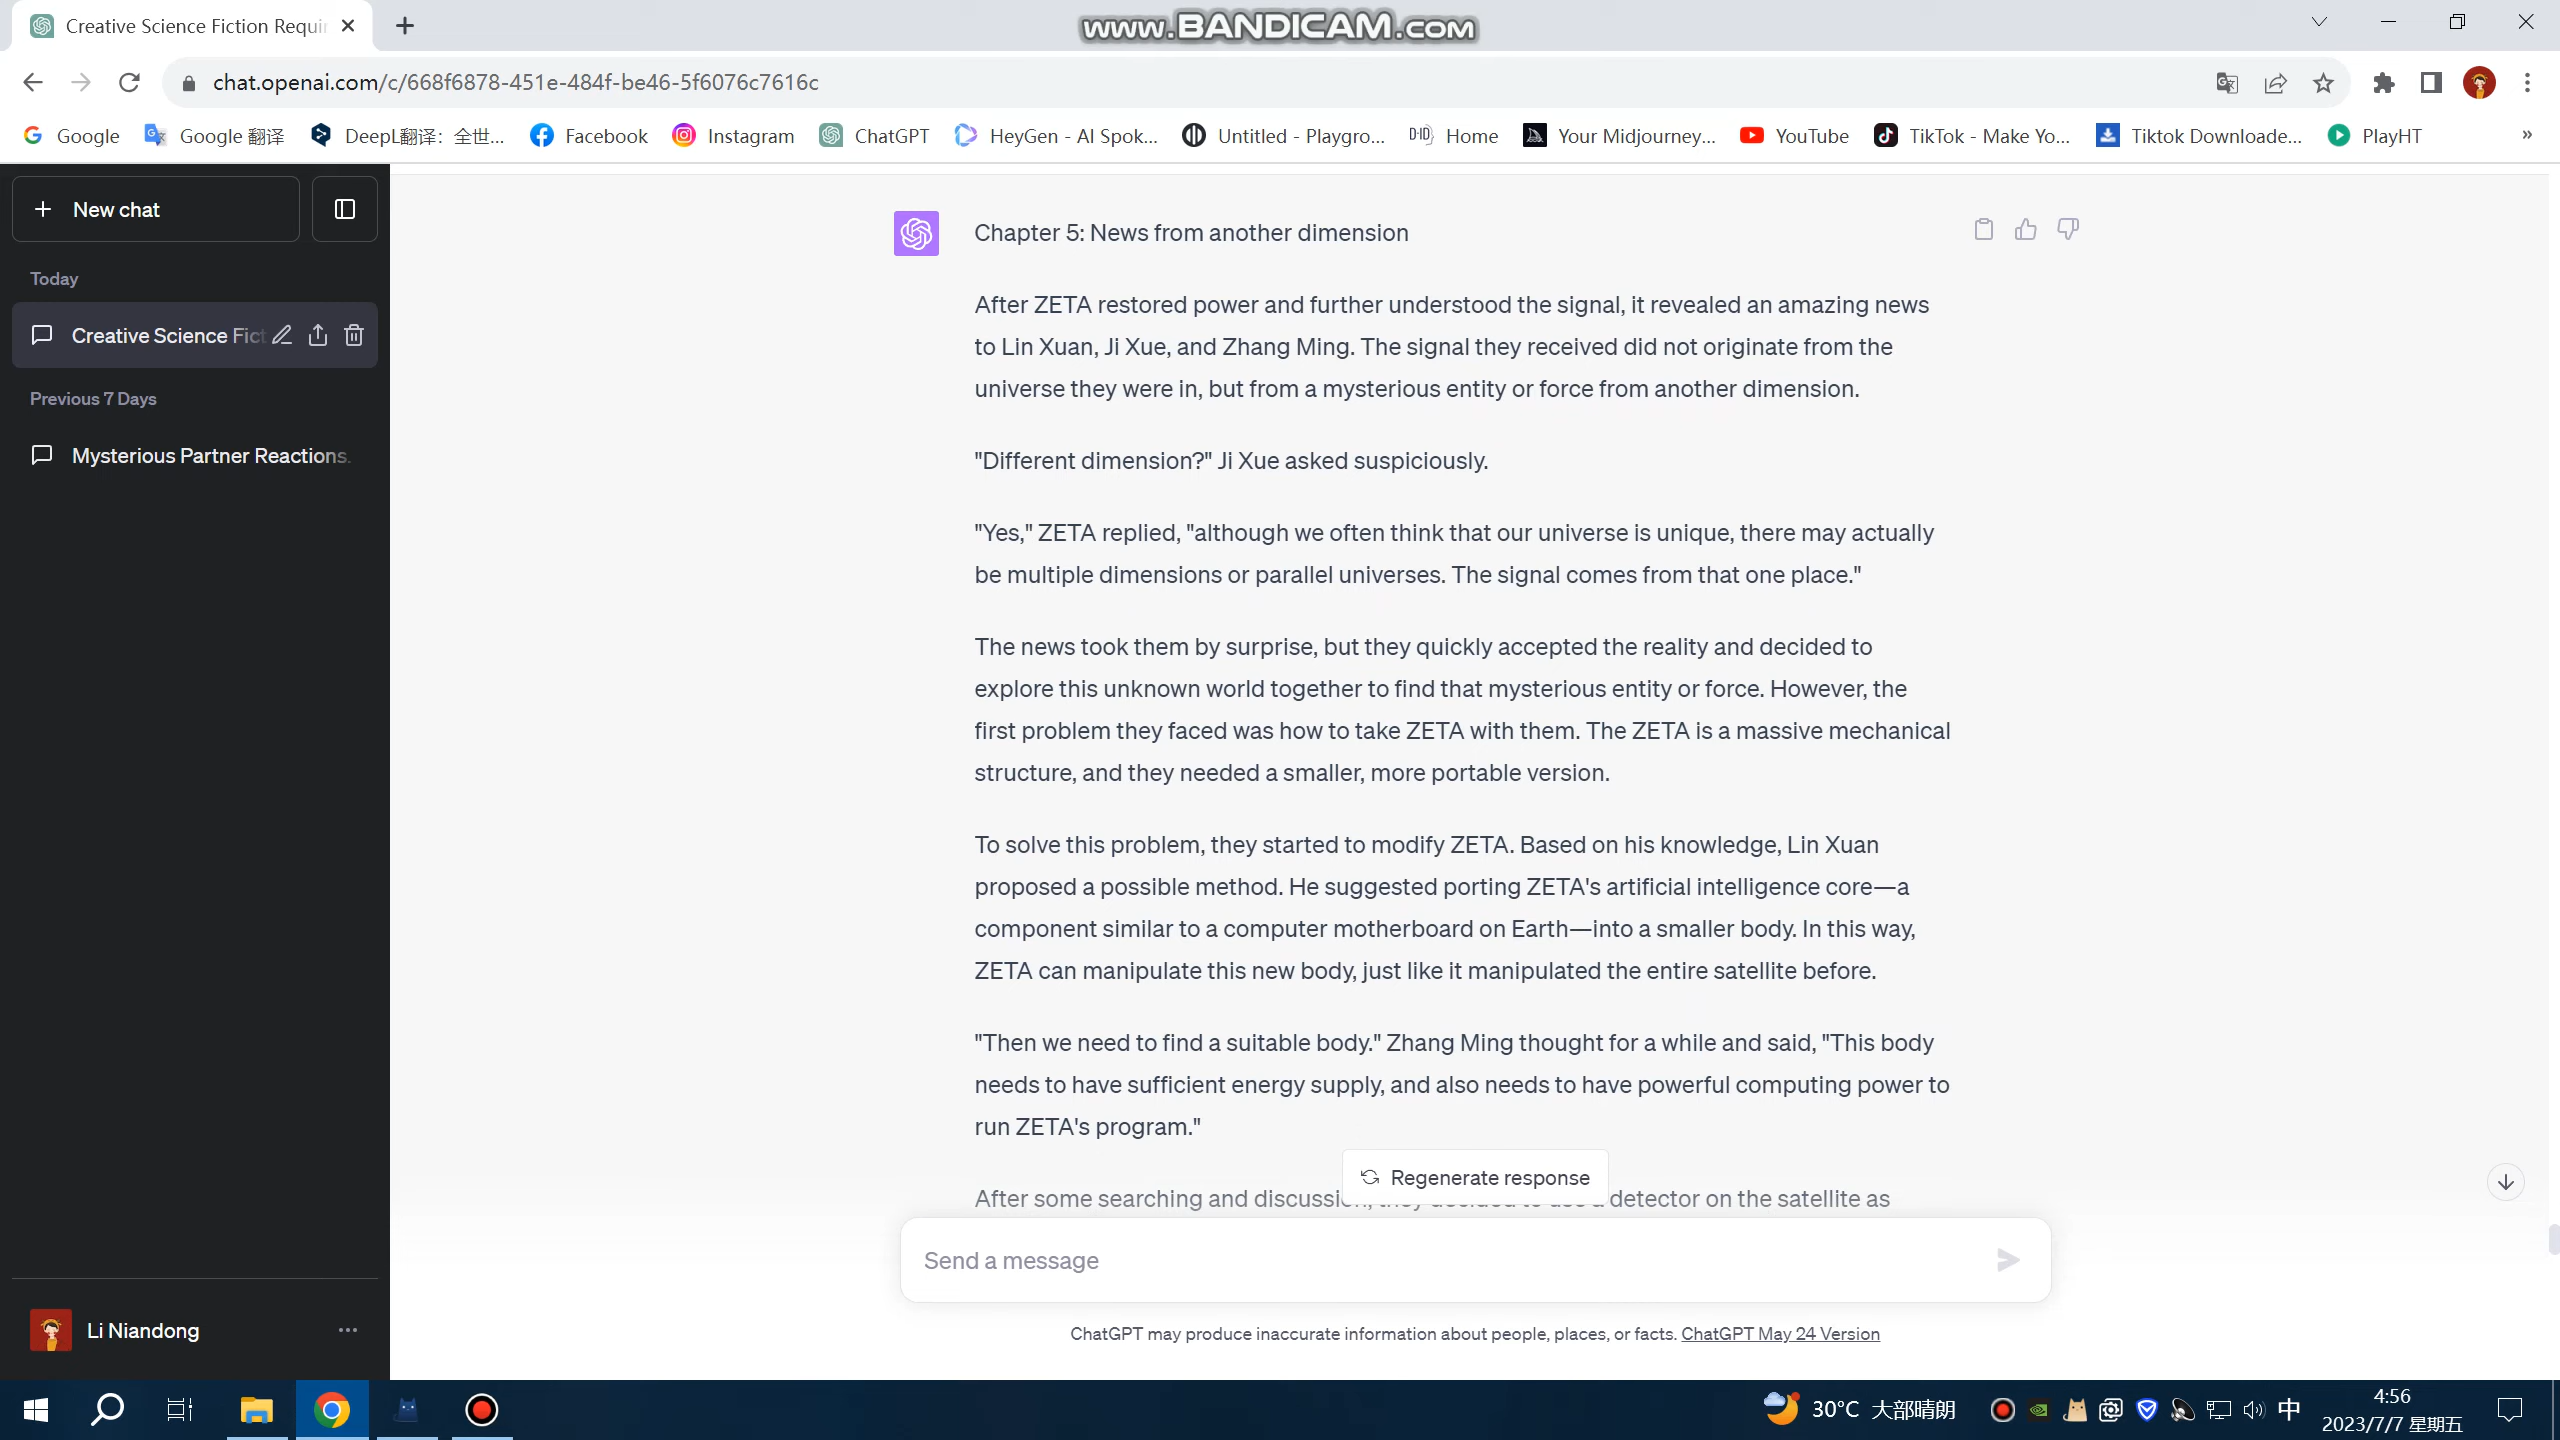 Creative Science Fiction Requi
www.BANDICAM.com
chat.openai.com/c/668f6878-451e-484f-be46-5f6076c7616c
Google
Google 翻译
DeepL翻译：全世...
Facebook
Instagram
ChatGPT
HeyGen - AI Spok...
Untitled - Playgro...
D-ID Home
Your Midjourney...
YouTube
TikTok - Make Yo...
Tiktok Downloade...
PlayHT
»
New chat
Today
Creative Science Fict
Previous 7 Days
Mysterious Partner Reactions.
Chapter 5: News from another dimension
After ZETA restored power and further understood the signal, it revealed an amazing news
to Lin Xuan, Ji Xue, and Zhang Ming. The signal they received did not originate from the
universe they were in, but from a mysterious entity or force from another dimension.
"Different dimension?" Ji Xue asked suspiciously.
"Yes," ZETA replied, "although we often think that our universe is unique, there may actually
be multiple dimensions or parallel universes. The signal comes from that one place."
The news took them by surprise, but they quickly accepted the reality and decided to
explore this unknown world together to find that mysterious entity or force. However, the
first problem they faced was how to take ZETA with them. The ZETA is a massive mechanical
structure, and they needed a smaller, more portable version.
To solve this problem, they started to modify ZETA. Based on his knowledge, Lin Xuan
proposed a possible method. He suggested porting ZETA's artificial intelligence core—a
component similar to a computer motherboard on Earth—into a smaller body. In this way,
ZETA can manipulate this new body, just like it manipulated the entire satellite before.
"Then we need to find a suitable body." Zhang Ming thought for a while and said, "This body
needs to have sufficient energy supply, and also needs to have powerful computing power to
run ZETA's program."
Regenerate response
After some searching and discussion, they decided to use a detector on the satellite as
Send a message
ChatGPT may produce inaccurate information about people, places, or facts. ChatGPT May 24 Version
Li Niandong
30°C 大部晴朗
中
4:56
2023/7/7 星期五